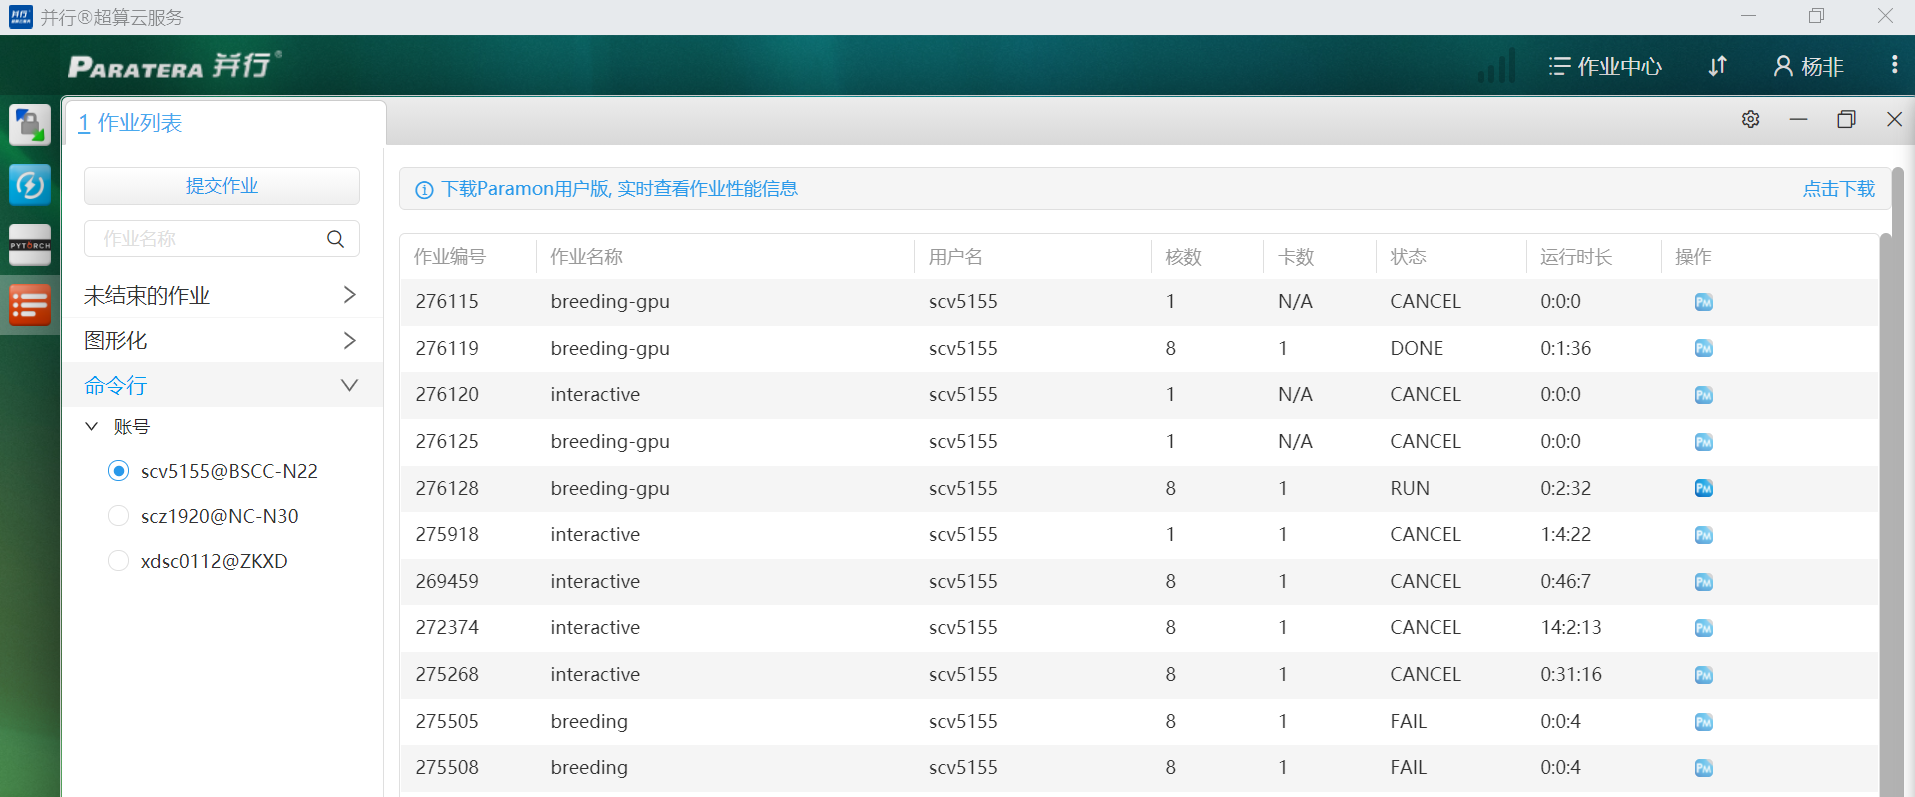 并行®超算云服务
PARATERA 并行®
作业中心
杨非
1 作业列表
提交作业
作业名称
未结束的作业
图形化
命令行
账号
scv5155@BSCC-N22
scz1920@NC-N30
xdsc0112@ZKXD
PYTORCH
下载Paramon用户版, 实时查看作业性能信息 点击下载
作业编号 作业名称 用户名 核数 卡数 状态 运行时长 操作
276115 breeding-gpu scv5155 1 N/A CANCEL 0:0:0 PM
276119 breeding-gpu scv5155 8 1 DONE 0:1:36 PM
276120 interactive scv5155 1 N/A CANCEL 0:0:0 PM
276125 breeding-gpu scv5155 1 N/A CANCEL 0:0:0 PM
276128 breeding-gpu scv5155 8 1 RUN 0:2:32 PM
275918 interactive scv5155 1 1 CANCEL 1:4:22 PM
269459 interactive scv5155 8 1 CANCEL 0:46:7 PM
272374 interactive scv5155 8 1 CANCEL 14:2:13 PM
275268 interactive scv5155 8 1 CANCEL 0:31:16 PM
275505 breeding scv5155 8 1 FAIL 0:0:4 PM
275508 breeding scv5155 8 1 FAIL 0:0:4 PM